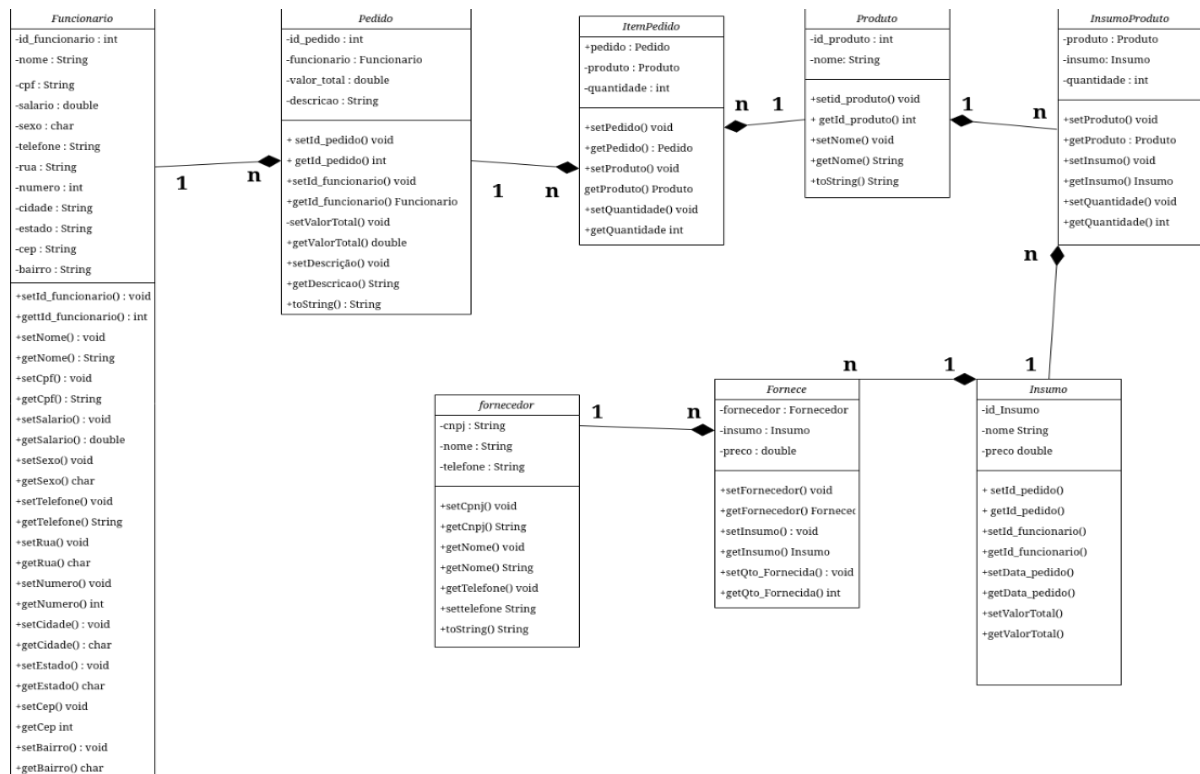 Funcionario
-id_funcionario : int
-nome : String
-cpf : String
-salario : double
-sexo : char
-telefone : String
-rua : String
-numero : int
-cidade : String
-estado : String
-cep : String
-bairro : String
+setId_funcionario() : void
+gettId_funcionario() : int
+setNome() : void
+getNome() : String
+setCpf() : void
+getCpf() : String
+setSalario() : void
+getSalario() : double
+setSexo() void
+getSexo() char
+setTelefone() void
+getTelefone() String
+setRua() void
+getRua() char
+setNumero() void
+getNumero() int
+setCidade() : void
+getCidade() : char
+setEstado() : void
+getEstado() char
+setCep() void
+getCep int
+setBairro() : void
+getBairro() char
1
n
Pedido
-id_pedido : int
-funcionario : Funcionario
-valor_total : double
-descricao : String
+ setId_pedido() void
+ getId_pedido() int
+setId_funcionario() void
+getId_funcionario() Funcionario
-setValorTotal() void
+getValorTotal() double
+setDescrição() void
+getDescricao() String
+toString() : String
1
n
ItemPedido
+pedido : Pedido
-produto : Produto
-quantidade : int
+setPedido() void
+getPedido() : Pedido
+setProduto() void
getProduto() Produto
+setQuantidade() void
+getQuantidade int
n
1
Produto
-id_produto : int
-nome: String
+setid_produto() void
+ getId_produto() int
+setNome() void
+getNome() String
+toString() String
1
n
InsumoProduto
-produto : Produto
-insumo: Insumo
-quantidade : int
+setProduto() void
+getProduto : Produto
+setInsumo() void
+getInsumo() Insumo
+setQuantidade() void
+getQuantidade() int
n
1
fornecedor
-cnpj : String
-nome : String
-telefone : String
+setCpnj() void
+getCnpj() String
+getNome() void
+getNome() String
+getTelefone() void
+settelefone String
+toString() String
1
n
Fornece
-fornecedor : Fornecedor
-insumo : Insumo
-preco : double
+setFornecedor() void
+getFornecedor() Fornecec
+setInsumo() : void
+getInsumo() Insumo
+setQto_Fornecida() : void
+getQto_Fornecida() int
n
1
Insumo
-id_Insumo
-nome String
-preco double
+ setId_pedido()
+ getId_pedido()
+setId_funcionario()
+getId_funcionario()
+setData_pedido()
+getData_pedido()
+setValorTotal()
+getValorTotal()